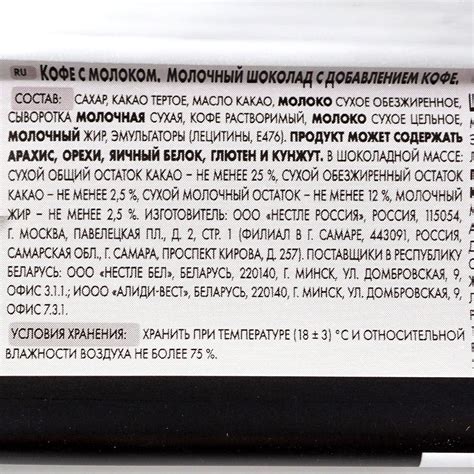 RU КОФЕ С МОЛОКОМ. МОЛОЧНЫЙ ШОКОЛАД С ДОБАВЛЕНИЕМ КОФЕ.
СОСТАВ: САХАР, КАКАО ТЕРТОЕ, МАСЛО КАКАО, МОЛОКО СУХОЕ ОБЕЗЖИРЕННОЕ,
СЫВОРОТКА МОЛОЧНАЯ СУХАЯ, КОФЕ РАСТВОРИМЫЙ, МОЛОКО СУХОЕ ЦЕЛЬНОЕ,
МОЛОЧНЫЙ ЖИР, ЭМУЛЬГАТОРЫ (ЛЕЦИТИНЫ, Е476). ПРОДУКТ МОЖЕТ СОДЕРЖАТЬ
АРАХИС, ОРЕХИ, ЯИЧНЫЙ БЕЛОК, ГЛЮТЕН И КУНЖУТ. В ШОКОЛАДНОЙ МАССЕ:
СУХОЙ ОБЩИЙ ОСТАТОК КАКАО – НЕ МЕНЕЕ 25 %, СУХОЙ ОБЕЗЖИРЕННЫЙ ОСТАТОК
КАКАО – НЕ МЕНЕЕ 2,5 %, СУХОЙ МОЛОЧНЫЙ ОСТАТОК – НЕ МЕНЕЕ 12 %, МОЛОЧНЫЙ
ЖИР – НЕ МЕНЕЕ 2,5 %. ИЗГОТОВИТЕЛЬ: ООО «НЕСТЛЕ РОССИЯ», РОССИЯ, 115054,
Г. МОСКВА, ПАВЕЛЕЦКАЯ ПЛ., Д. 2, СТР. 1 (ФИЛИАЛ В Г. САМАРЕ, 443091, РОССИЯ,
САМАРСКАЯ ОБЛ., Г. САМАРА, ПРОСПЕКТ КИРОВА, Д. 257). ПОСТАВЩИКИ В РЕСПУБЛИКУ
БЕЛАРУСЬ: ООО «НЕСТЛЕ БЕЛ», БЕЛАРУСЬ, 220140, Г. МИНСК, УЛ. ДОМБРОВСКАЯ, 9,
ОФИС 3.1.1.; ИООО «АЛИДИ-ВЕСТ», БЕЛАРУСЬ, 220140, Г. МИНСК, УЛ. ДОМБРОВСКАЯ, 9,
ОФИС 7.3.1.
УСЛОВИЯ ХРАНЕНИЯ: ХРАНИТЬ ПРИ ТЕМПЕРАТУРЕ (18 ± 3) °С И ОТНОСИТЕЛЬНОЙ
ВЛАЖНОСТИ ВОЗДУХА НЕ БОЛЕЕ 75 %.